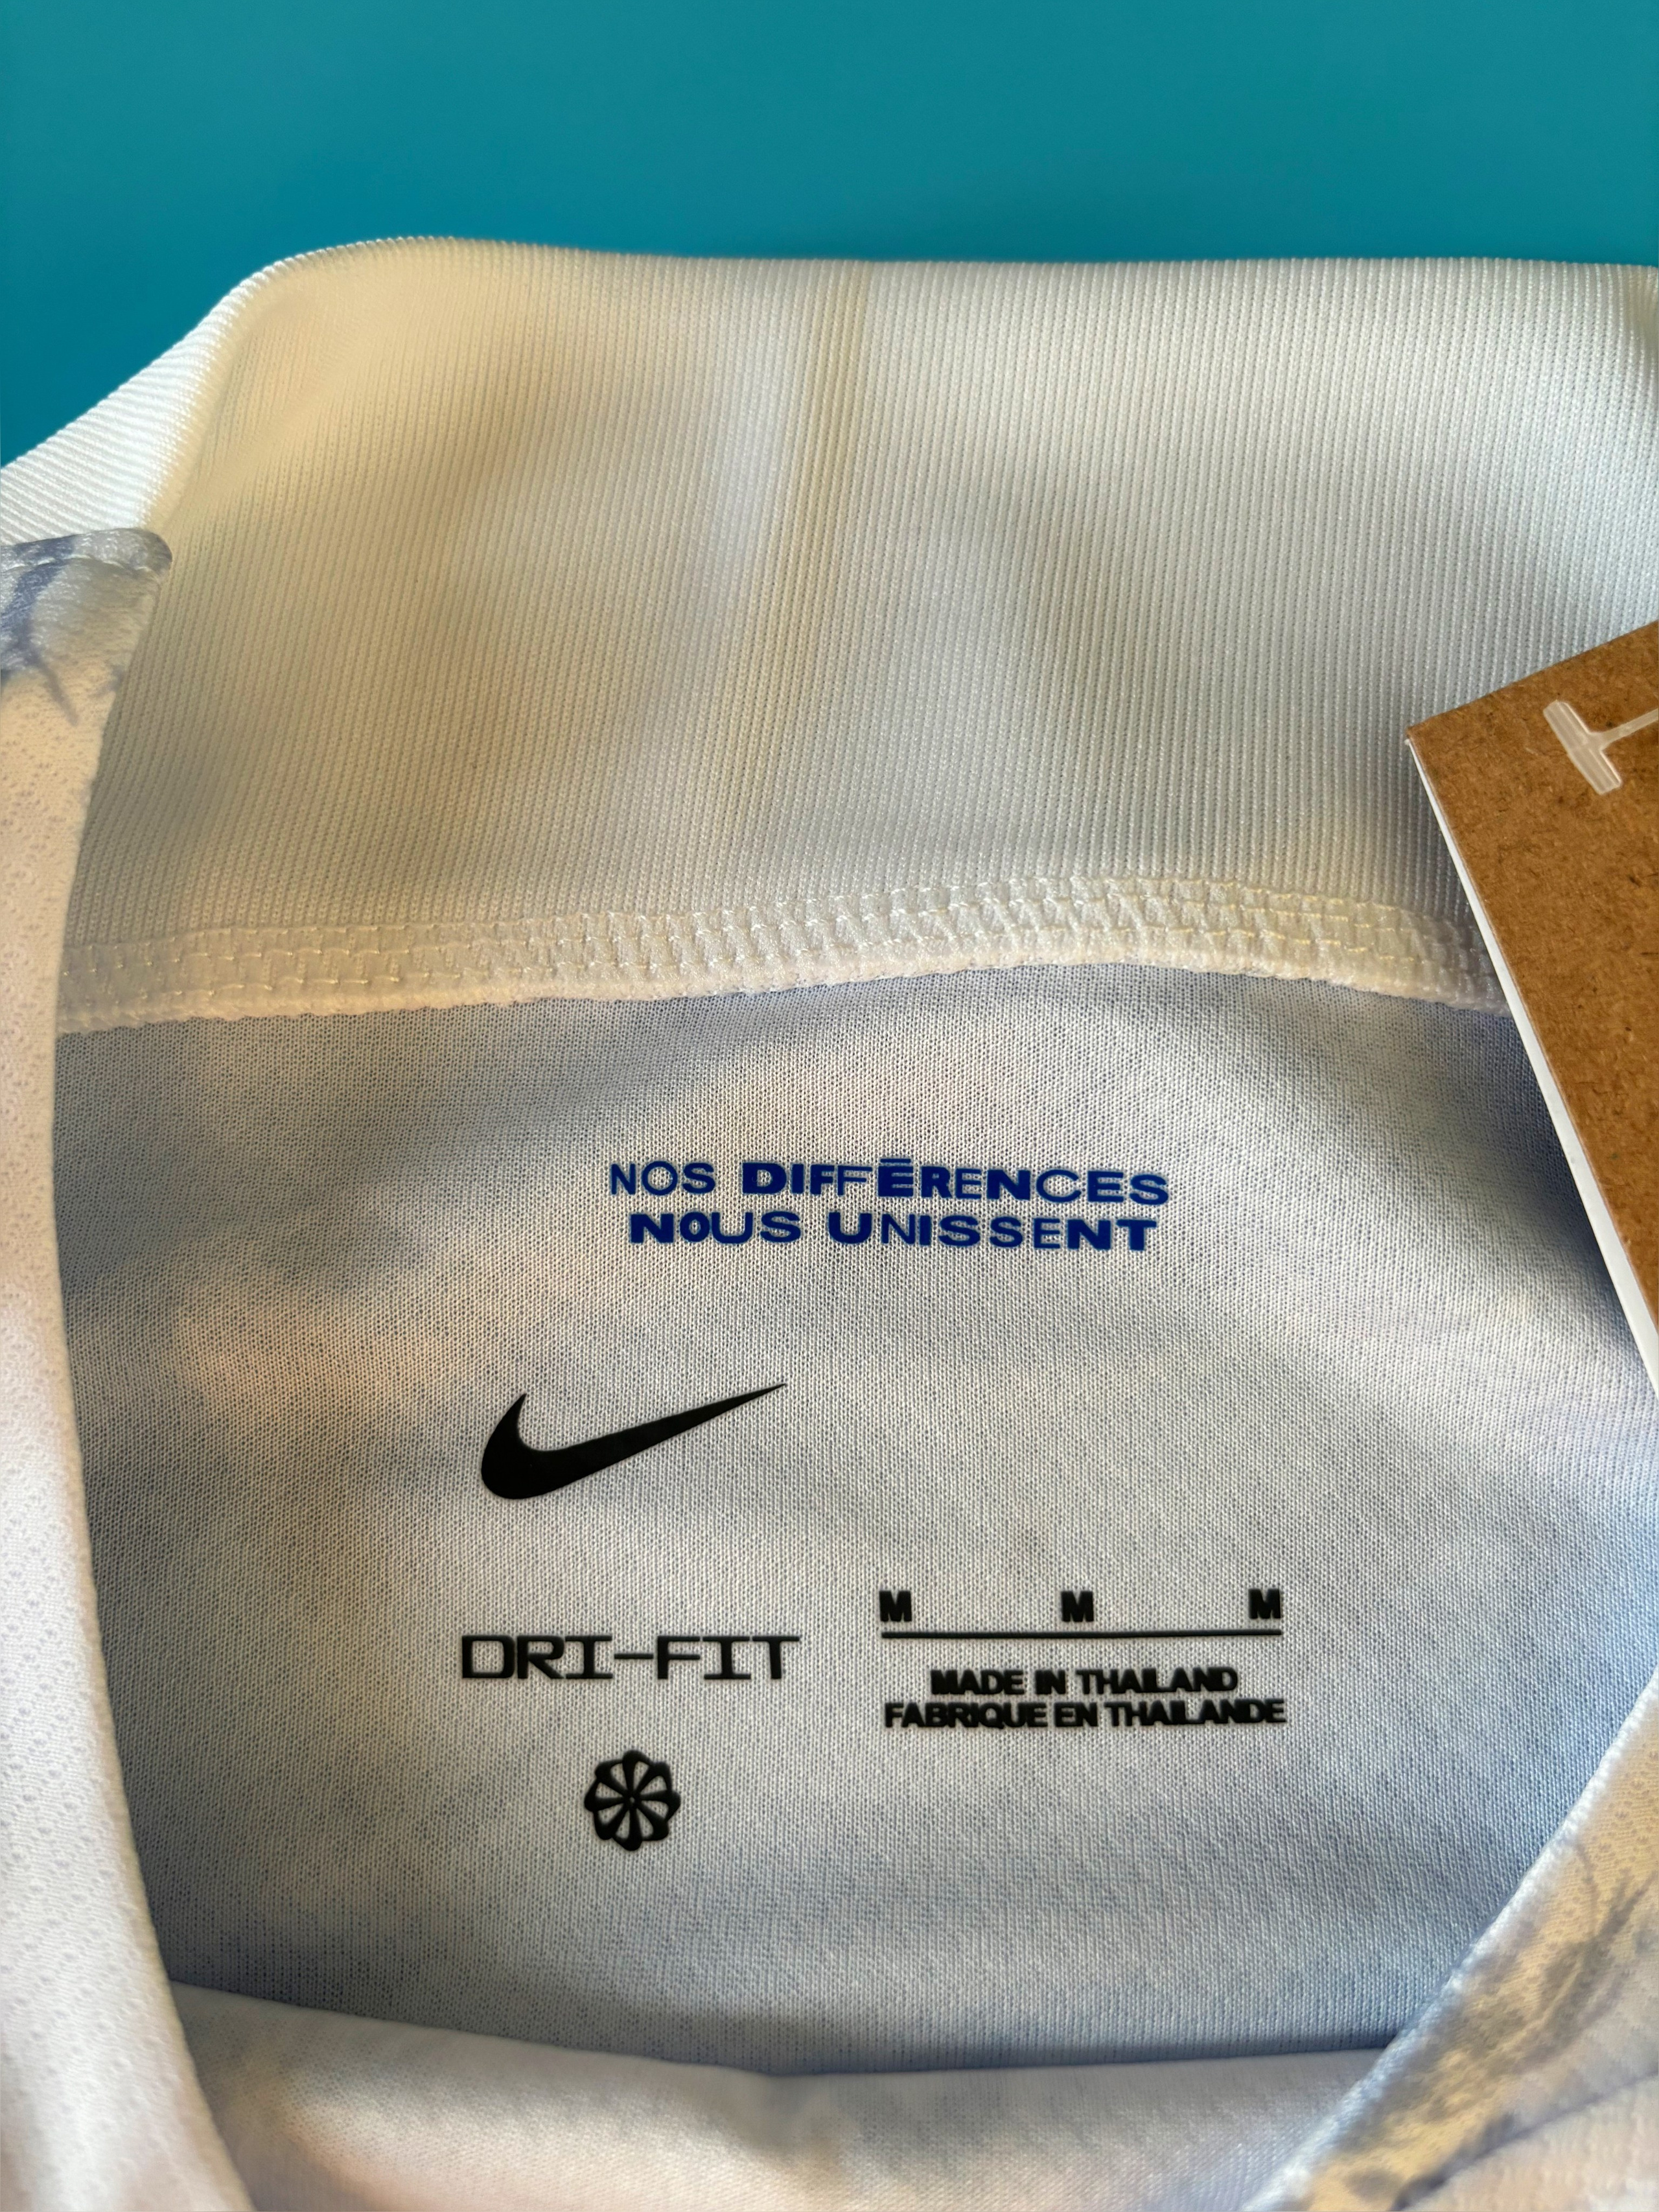 NOS DIFFÉRENCES
NOUS UNISSENT
DRI-FIT
M M M
MADE IN THAILAND
FABRIQUE EN THAILANDE